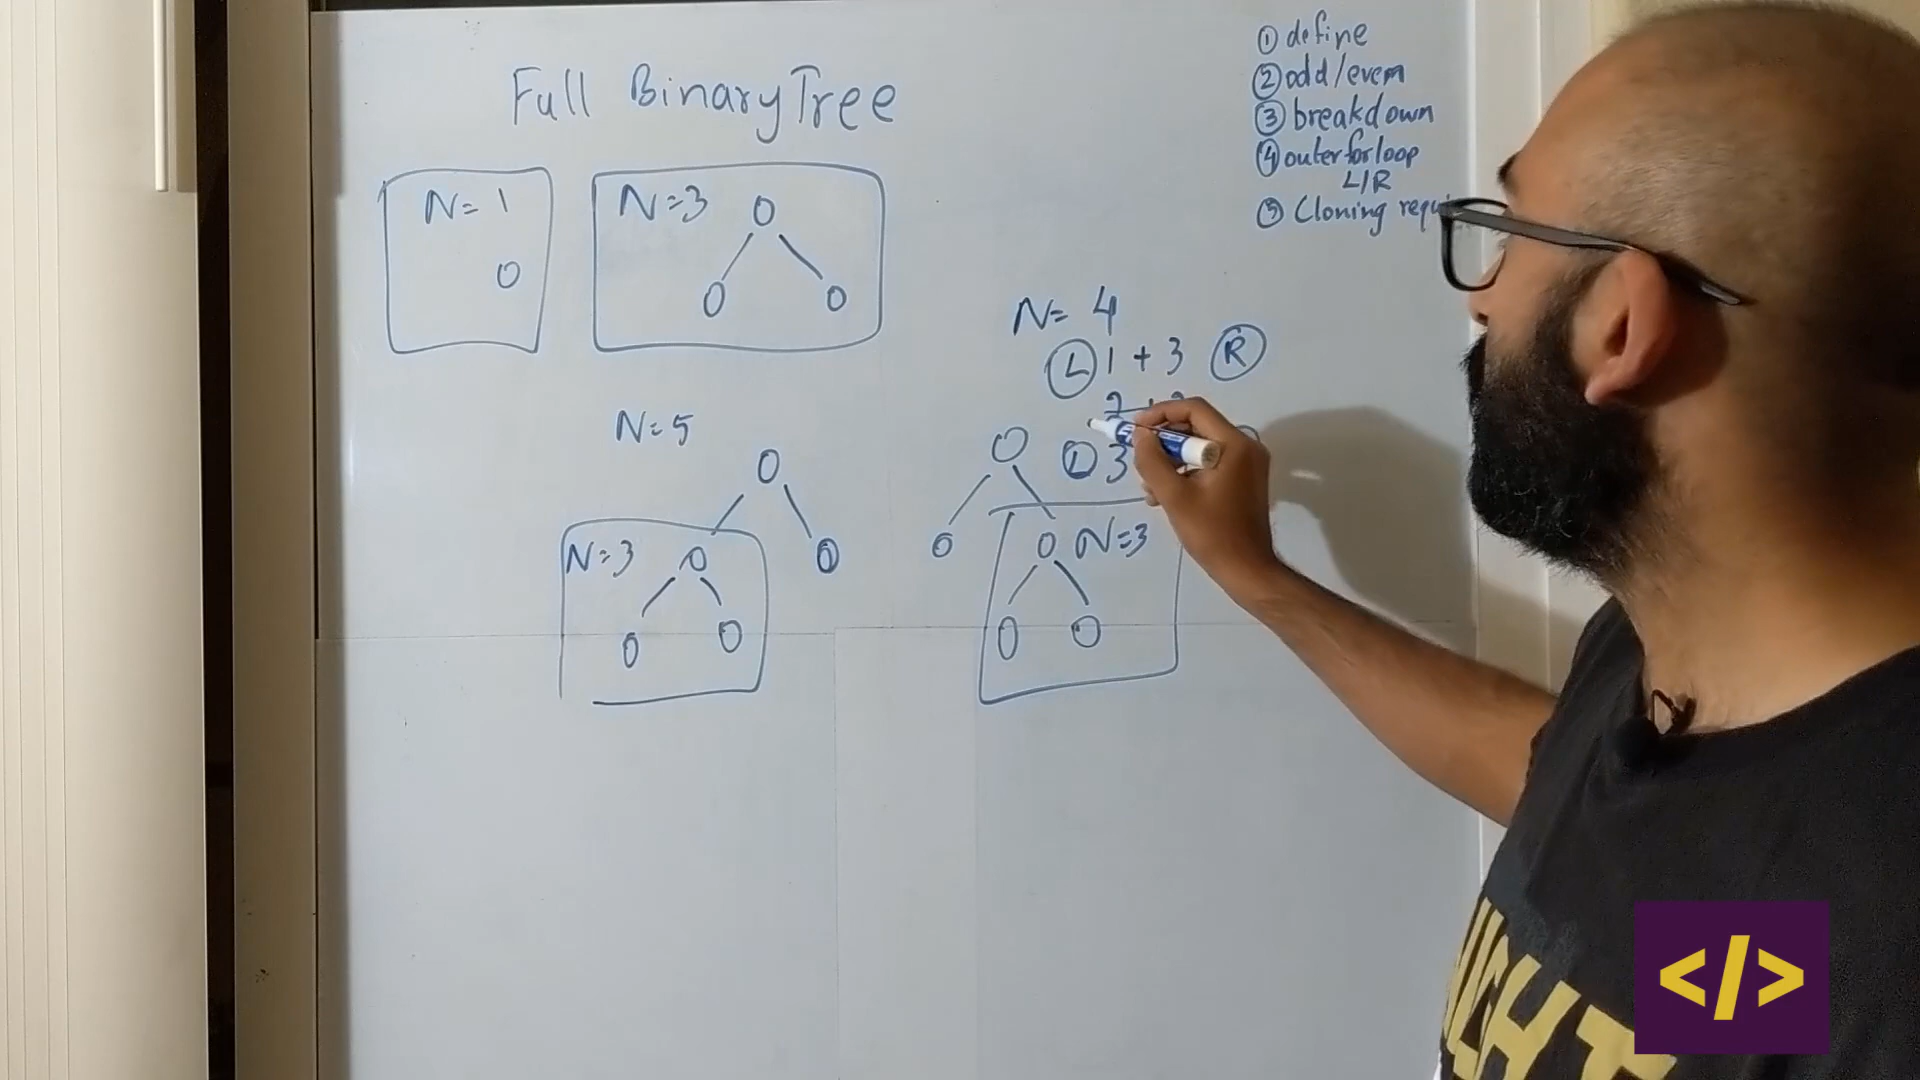 Full Binary Tree
① define
② odd/even
③ breakdown
④ outer for loop
L/R
⑤ Cloning
N= 1
N=3
N= 4
L 1 + 3 R
L 3
N=5
N=3
N=3
</>